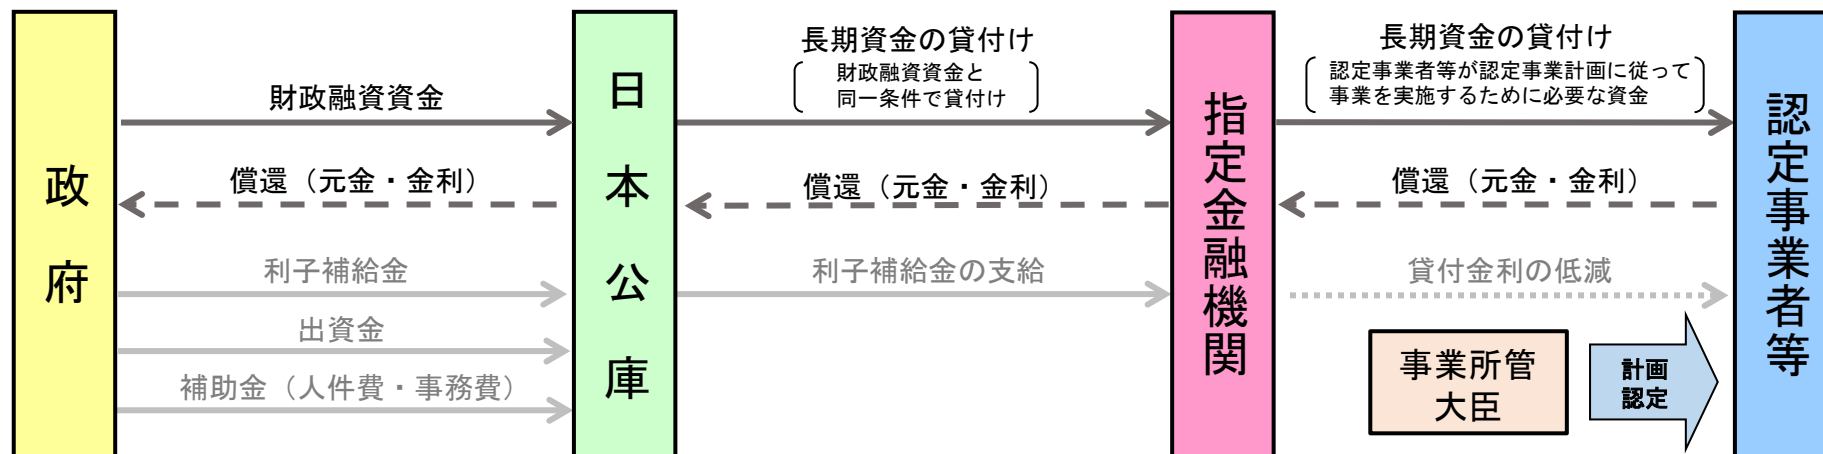 政府
財政融資資金
償還（元金・金利）
利子補給金
出資金
補助金（人件費・事務費）
日本公庫
長期資金の貸付け
財政融資資金と
同一条件で貸付け
償還（元金・金利）
利子補給金の支給
指定金融機関
長期資金の貸付け
認定事業者等が認定事業計画に従って
事業を実施するために必要な資金
償還（元金・金利）
貸付金利の低減
事業所管
大臣
計画
認定
認定事業者等